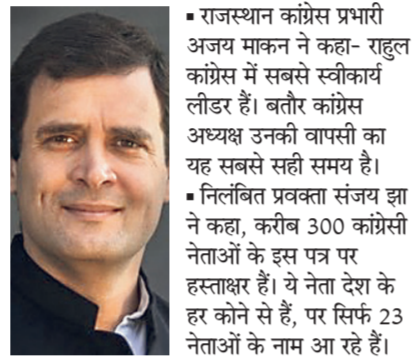 ▪ राजस्थान कांग्रेस प्रभारी
अजय माकन ने कहा- राहुल
कांग्रेस में सबसे स्वीकार्य
लीडर हैं। बतौर कांग्रेस
अध्यक्ष उनकी वापसी का
यह सबसे सही समय है।
▪ निलंबित प्रवक्ता संजय झा
ने कहा, करीब 300 कांग्रेसी
नेताओं के इस पत्र पर
हस्ताक्षर हैं। ये नेता देश के
हर कोने से हैं, पर सिर्फ 23
नेताओं के नाम आ रहे हैं।